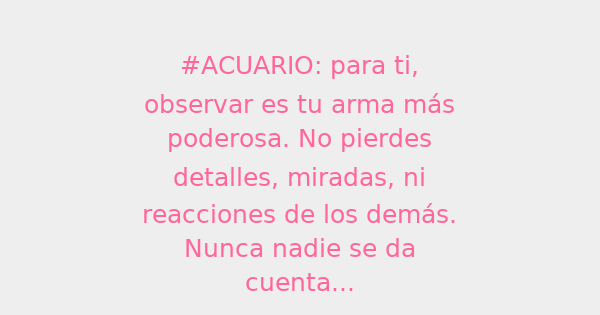 #ACUARIO: para ti,
observar es tu arma más
poderosa. No pierdes
detalles, miradas, ni
reacciones de los demás.
Nunca nadie se da
cuenta...